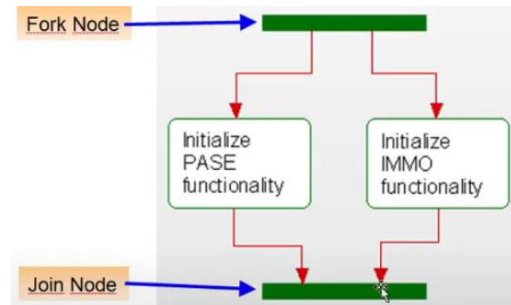 Fork Node
Initialize
PASE
functionality
Initialize
IMMO
functionality
Join Node